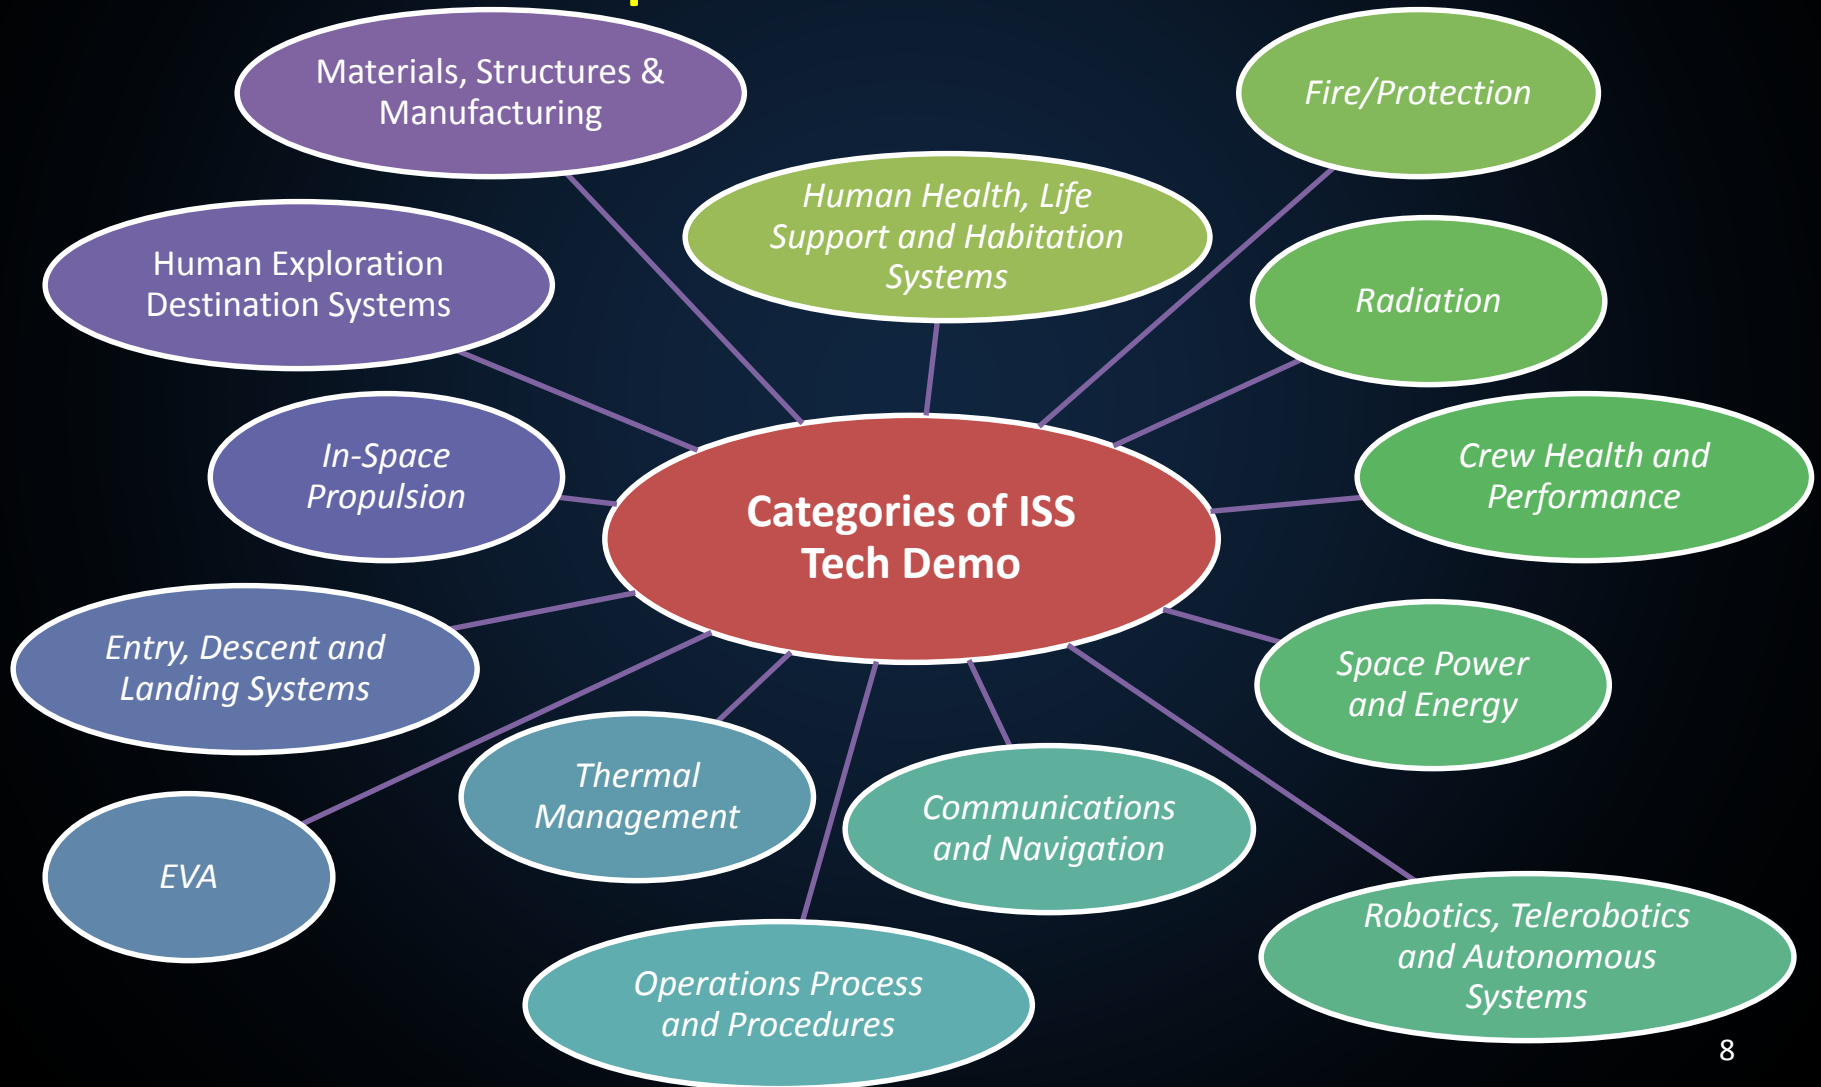 Materials, Structures &
Manufacturing
Fire/Protection
Human Health, Life
Support and Habitation
Systems
Human Exploration
Destination Systems
Radiation
In-Space
Propulsion
Crew Health and
Performance
Categories of ISS
Tech Demo
Entry, Descent and
Landing Systems
Space Power
and Energy
Thermal
Management
Communications
and Navigation
EVA
Robotics, Telerobotics
and Autonomous
Systems
Operations Process
and Procedures
8